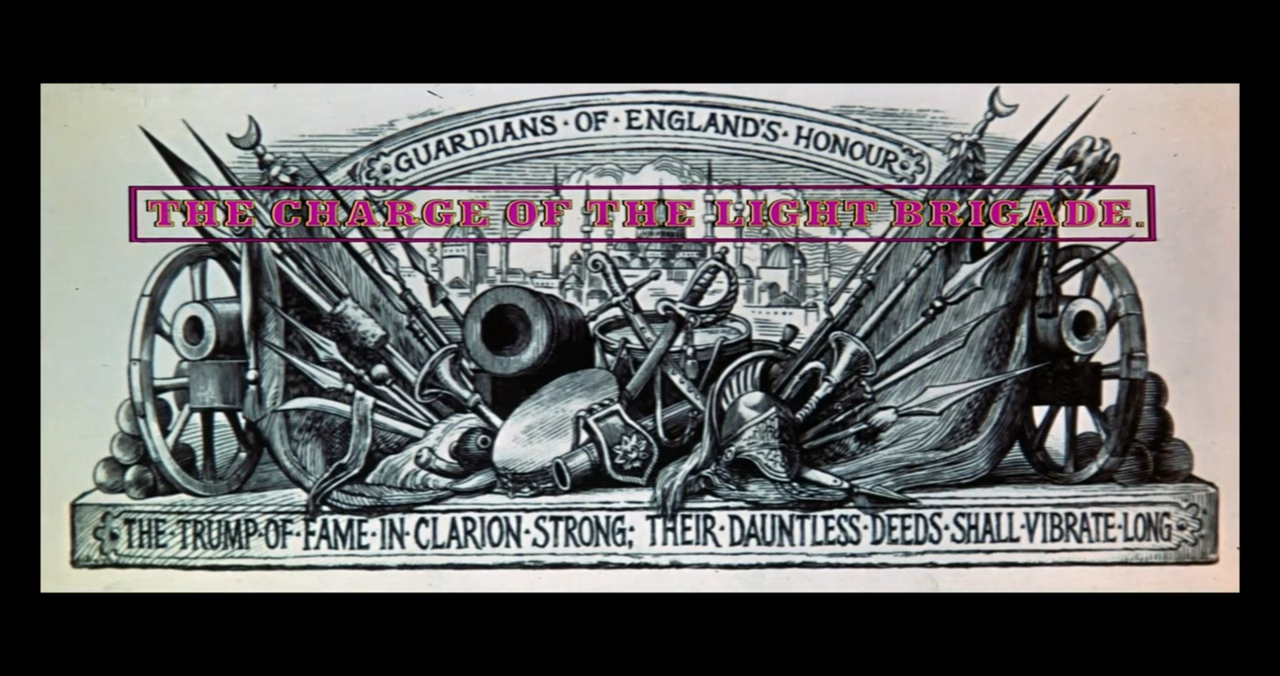 GUARDIANS·OF·ENGLAND'S·HONOUR
THE CHARGE OF THE LIGHT BRIGADE.
THE·TRUMP·OF·FAME·IN·CLARION·STRONG; THEIR·DAUNTLESS·DEEDS·SHALL·VIBRATE·LONG